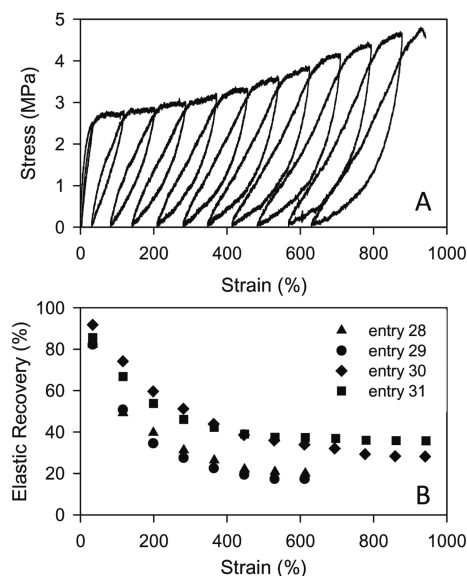 5
4
3
2
1
0
Stress (MPa)
A
0 200 400 600 800 1000
Strain (%)
100
80
60
40
20
0
Elastic Recovery (%)
entry 28
entry 29
entry 30
entry 31
B
0 200 400 600 800 1000
Strain (%)